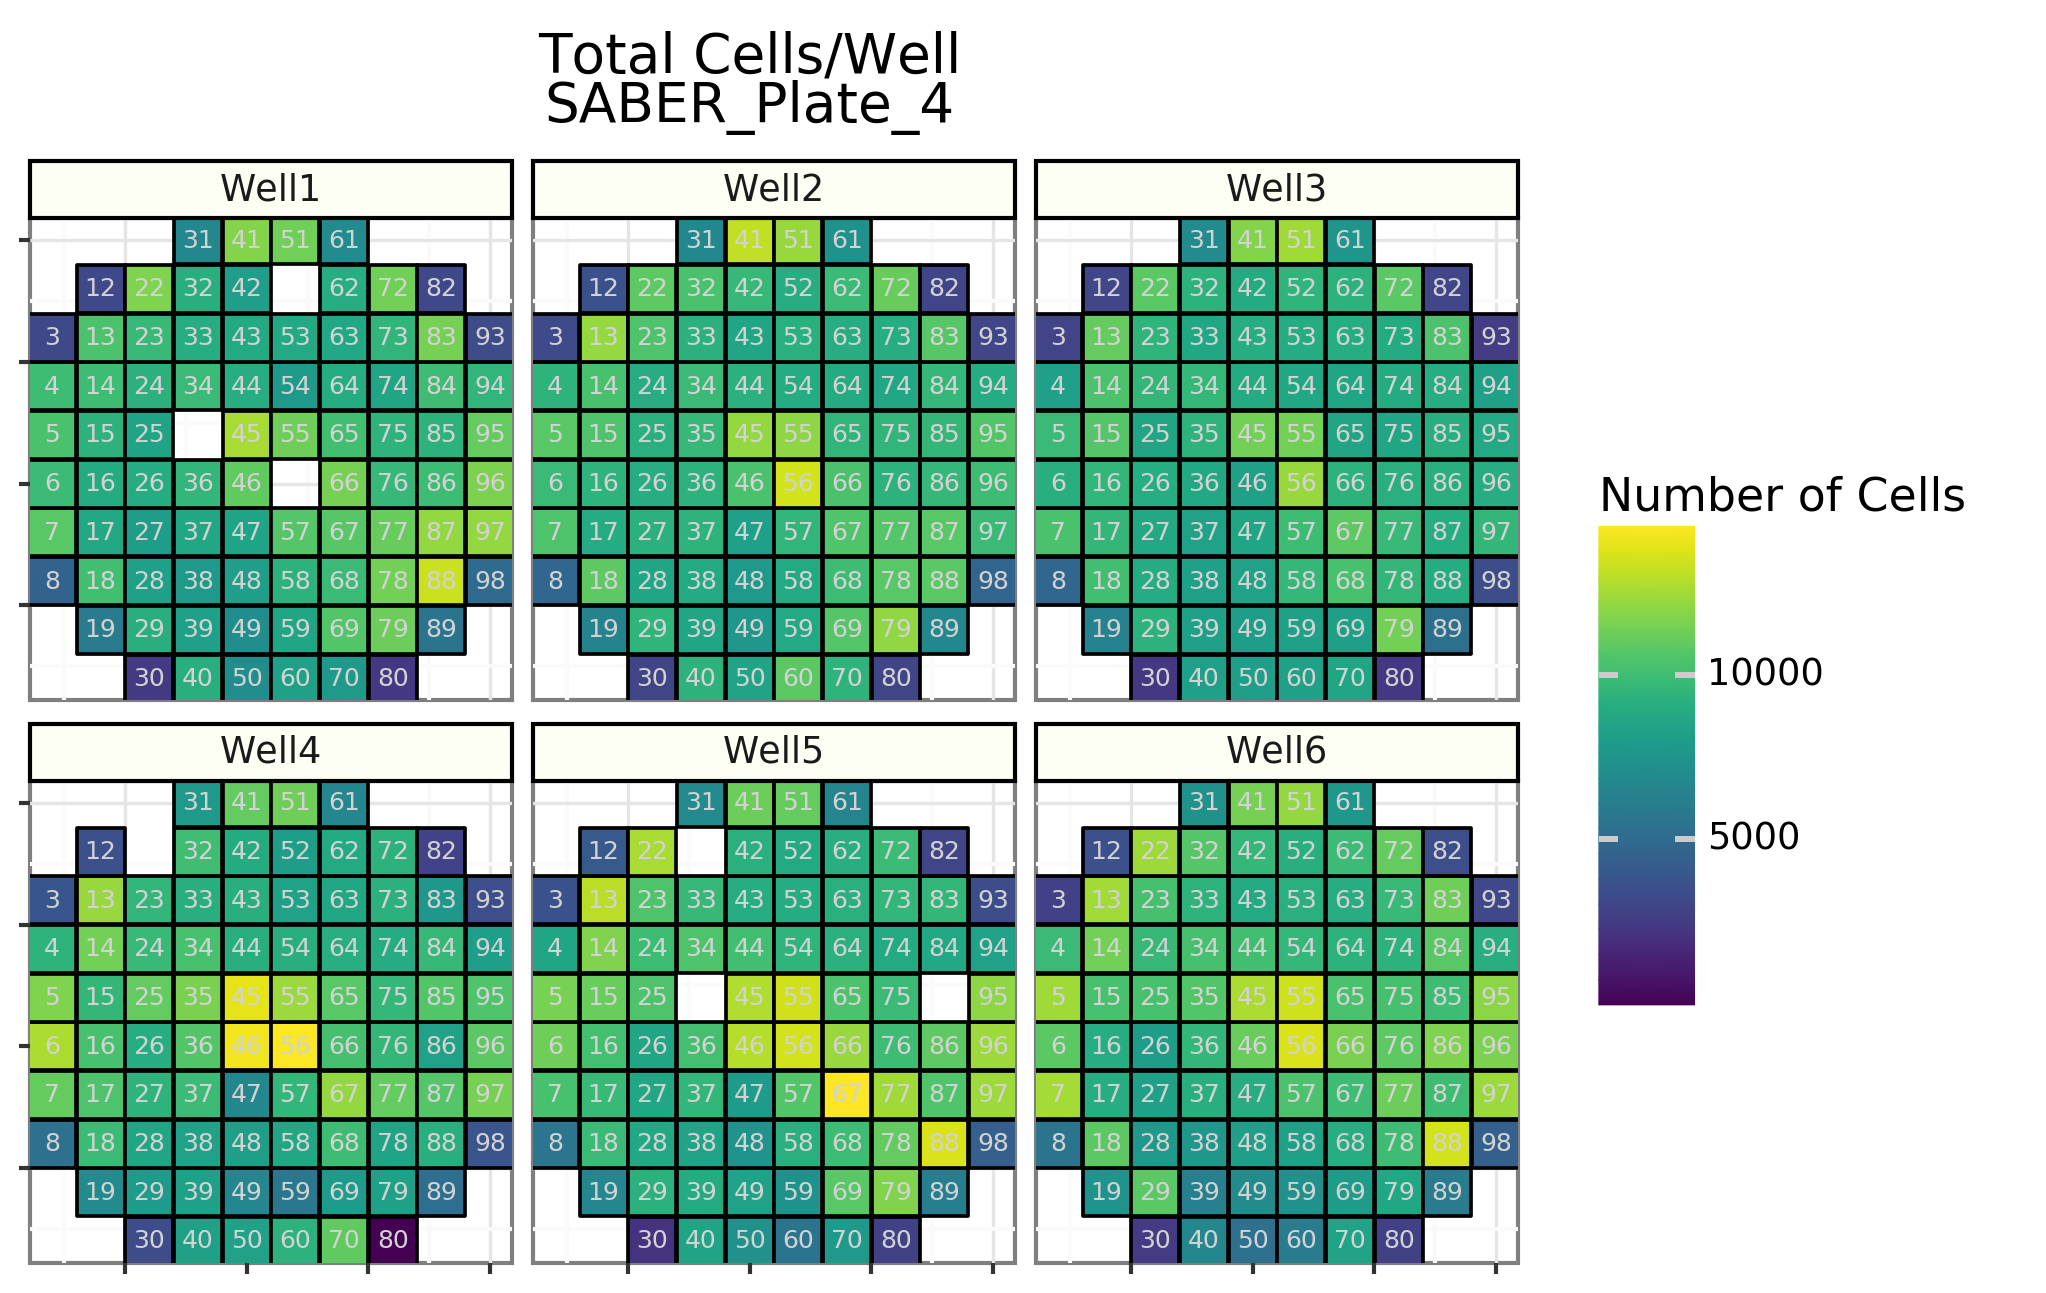 Total Cells/Well
SABER_Plate_4
Well1 Well2 Well3
31 41 51 61 31 41 51 61 31 41 51 61
12 22 32 42 62 72 82 12 22 32 42 52 62 72 82 12 22 32 42 52 62 72 82
3 13 23 33 43 53 63 73 83 93 3 13 23 33 43 53 63 73 83 93 3 13 23 33 43 53 63 73 83 93
4 14 24 34 44 54 64 74 84 94 4 14 24 34 44 54 64 74 84 94 4 14 24 34 44 54 64 74 84 94
5 15 25 45 55 65 75 85 95 5 15 25 35 45 55 65 75 85 95 5 15 25 35 45 55 65 75 85 95
6 16 26 36 46 66 76 86 96 6 16 26 36 46 56 66 76 86 96 6 16 26 36 46 56 66 76 86 96
7 17 27 37 47 57 67 77 87 97 7 17 27 37 47 57 67 77 87 97 7 17 27 37 47 57 67 77 87 97
8 18 28 38 48 58 68 78 88 98 8 18 28 38 48 58 68 78 88 98 8 18 28 38 48 58 68 78 88 98
19 29 39 49 59 69 79 89 19 29 39 49 59 69 79 89 19 29 39 49 59 69 79 89
30 40 50 60 70 80 30 40 50 60 70 80 30 40 50 60 70 80
Well4 Well5 Well6
31 41 51 61 31 41 51 61 31 41 51 61
12 32 42 52 62 72 82 12 22 42 52 62 72 82 12 22 32 42 52 62 72 82
3 13 23 33 43 53 63 73 83 93 3 13 23 33 43 53 63 73 83 93 3 13 23 33 43 53 63 73 83 93
4 14 24 34 44 54 64 74 84 94 4 14 24 34 44 54 64 74 84 94 4 14 24 34 44 54 64 74 84 94
5 15 25 35 45 55 65 75 85 95 5 15 25 45 55 65 75 95 5 15 25 35 45 55 65 75 85 95
6 16 26 36 46 56 66 76 86 96 6 16 26 36 46 56 66 76 86 96 6 16 26 36 46 56 66 76 86 96
7 17 27 37 47 57 67 77 87 97 7 17 27 37 47 57 67 77 87 97 7 17 27 37 47 57 67 77 87 97
8 18 28 38 48 58 68 78 88 98 8 18 28 38 48 58 68 78 88 98 8 18 28 38 48 58 68 78 88 98
19 29 39 49 59 69 79 89 19 29 39 49 59 69 79 89 19 29 39 49 59 69 79 89
30 40 50 60 70 80 30 40 50 60 70 80 30 40 50 60 70 80
Number of Cells
10000
5000